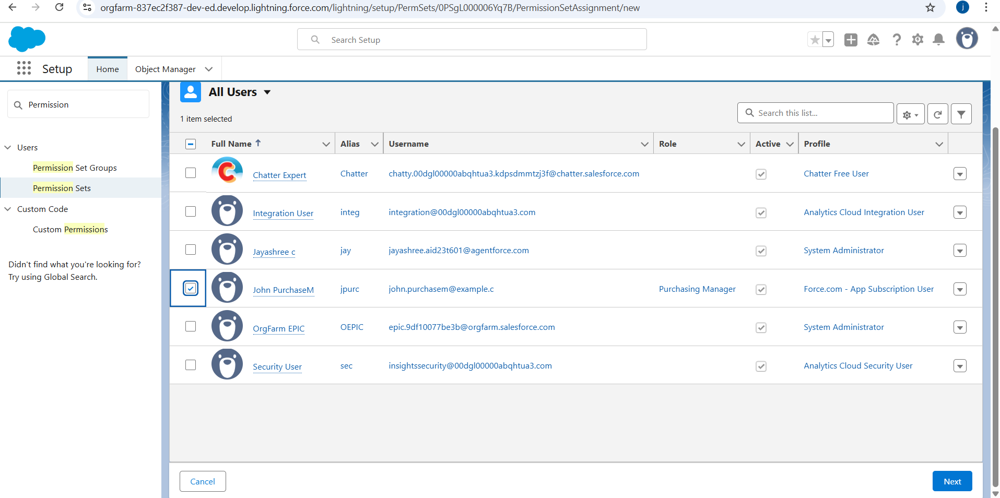 orgfarm-837ec2f387-dev-ed.develop.lightning.force.com/lightning/setup/PermSets/0PSgL000006Yq7B/PermissionSetAssignment/new
j
Search Setup
Setup
Home
Object Manager
Permission
Users
Permission Set Groups
Permission Sets
Custom Code
Custom Permissions
Didn't find what you're looking for?
Try using Global Search.
All Users
1 item selected
Search this list...
Full Name Alias Username Role Active Profile
Chatter Expert Chatter chatty.00dgl00000abqhtua3.kdpsdmmtzj3f@chatter.salesforce.com Chatter Free User
Integration User integ integration@00dgl00000abqhtua3.com Analytics Cloud Integration User
Jayashree c jay jayashree.aid23t601@agentforce.com System Administrator
John PurchaseM jpurc john.purchasem@example.c Purchasing Manager Force.com - App Subscription User
OrgFarm EPIC OEPIC epic.9df10077be3b@orgfarm.salesforce.com System Administrator
Security User sec insightssecurity@00dgl00000abqhtua3.com Analytics Cloud Security User
Cancel
Next